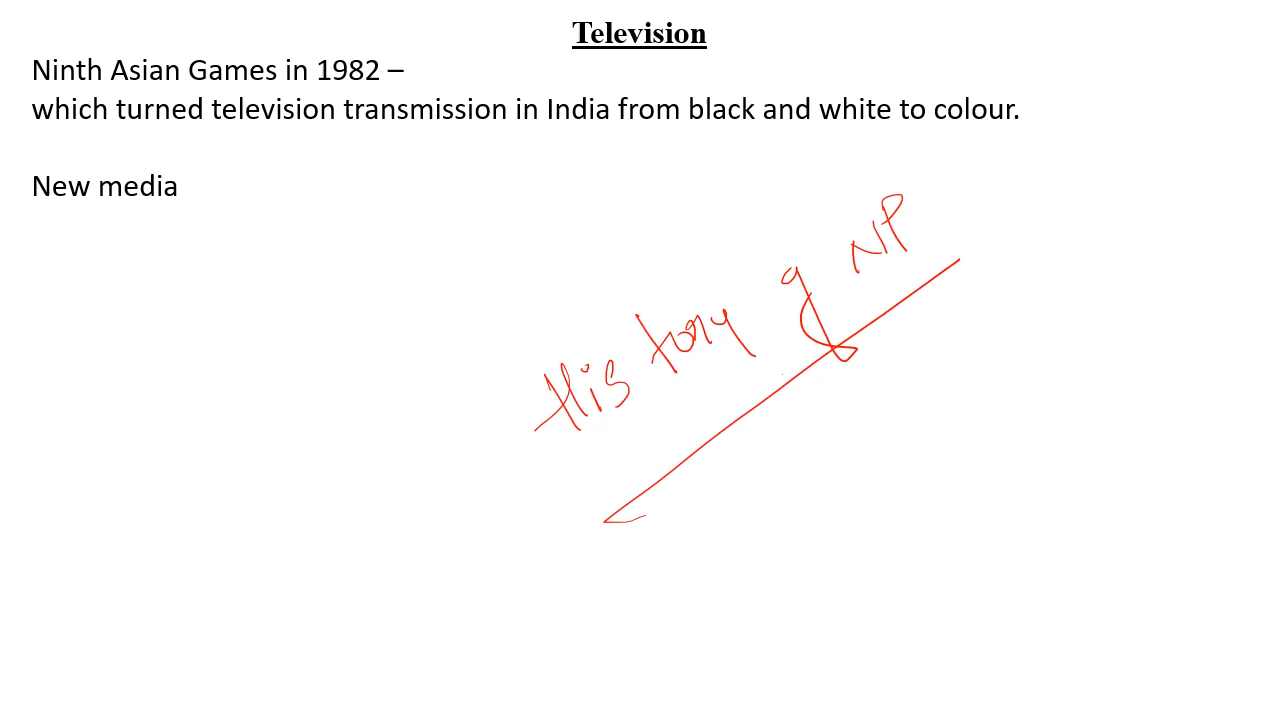 Television
Ninth Asian Games in 1982 –
which turned television transmission in India from black and white to colour.
New media
History of NP